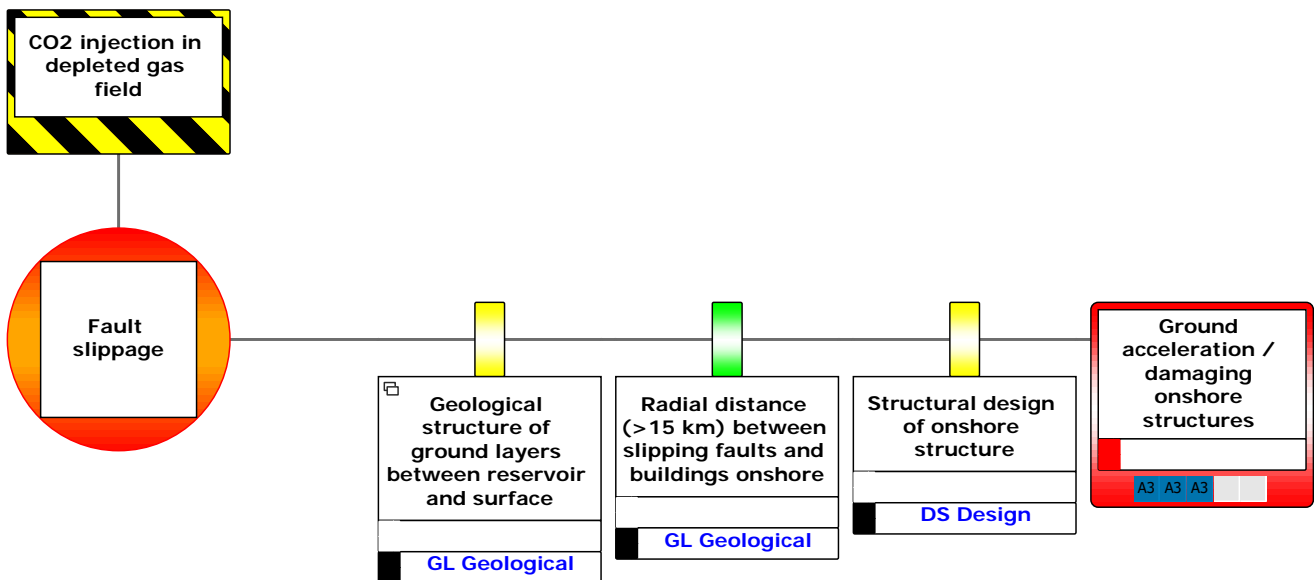 CO2 injection in
depleted gas
field
Fault
slippage
Geological
structure of
ground layers
between reservoir
and surface
GL Geological
Radial distance
(>15 km) between
slipping faults and
buildings onshore
GL Geological
Structural design
of onshore
structure
DS Design
Ground
acceleration /
damaging
onshore
structures
A3 A3 A3